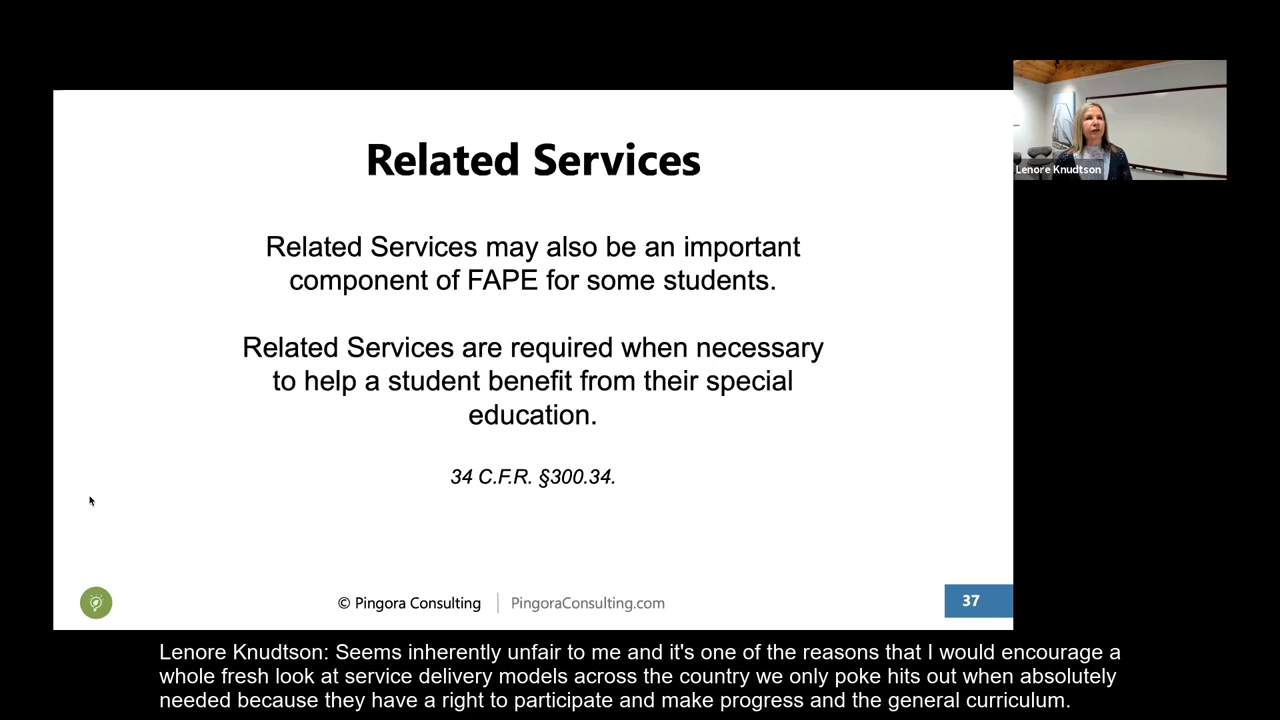 Related Services
Related Services may also be an important
component of FAPE for some students.
Related Services are required when necessary
to help a student benefit from their special
education.
34 C.F.R. §300.34.
© Pingora Consulting | PingoraConsulting.com
37
Lenore Knudtson
Lenore Knudtson: Seems inherently unfair to me and it's one of the reasons that I would encourage a
whole fresh look at service delivery models across the country we only poke hits out when absolutely
needed because they have a right to participate and make progress and the general curriculum.